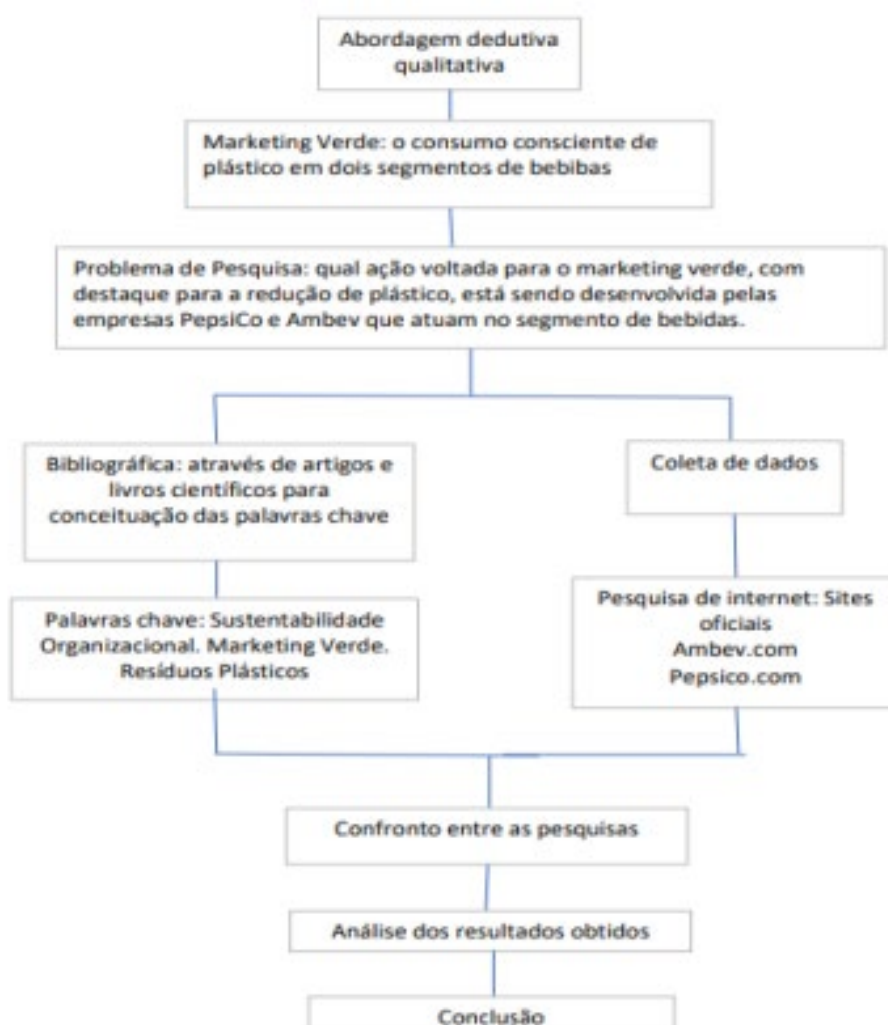 Abordagem dedutiva
qualitativa
Marketing Verde: o consumo consciente de
plástico em dois segmentos de bebibas
Problema de Pesquisa: qual ação voltada para o marketing verde, com
destaque para a redução de plástico, está sendo desenvolvida pelas
empresas PepsiCo e Ambev que atuam no segmento de bebidas.
Bibliográfica: através de artigos e
livros científicos para
conceituação das palavras chave
Coleta de dados
Palavras chave: Sustentabilidade
Organizacional. Marketing Verde.
Resíduos Plásticos
Pesquisa de internet: Sites
oficiais
Ambev.com
Pepsico.com
Confronto entre as pesquisas
Análise dos resultados obtidos
Conclusão